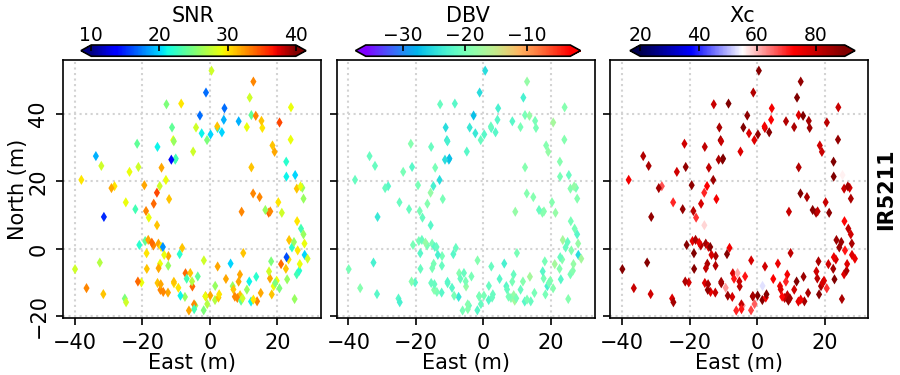 SNR DBV Xc
10 20 30 40 −30 −20 −10 20 40 60 80
North (m)
40
20
0
−20
−40 −20 0 20 −40 −20 0 20 −40 −20 0 20
East (m) East (m) East (m)
IR5211